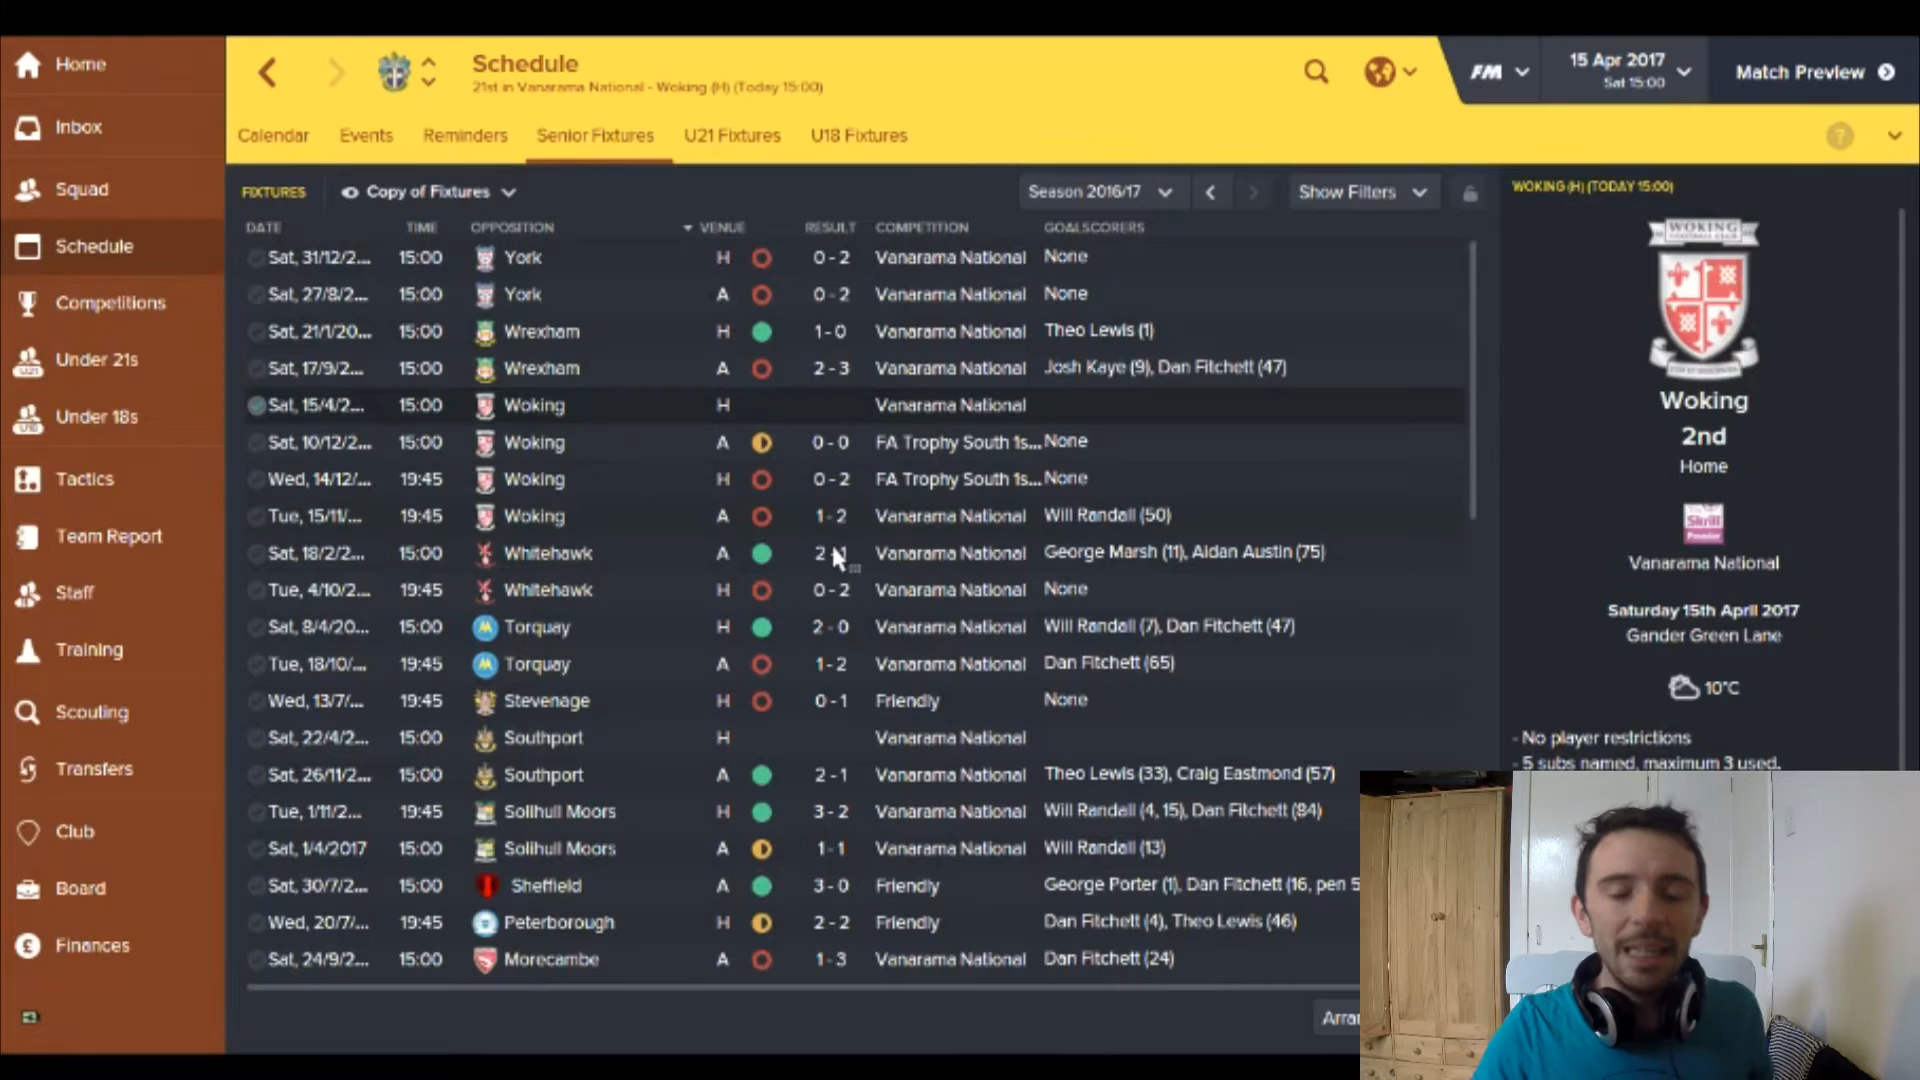 Home
Inbox
Squad
Schedule
Competitions
Under 21s
Under 18s
Tactics
Team Report
Staff
Training
Scouting
Transfers
Club
Board
Finances
Schedule
21st in Vanarama National - Woking (H) (Today 15:00)
FM
15 Apr 2017
Sat 15:00
Match Preview
Calendar Events Reminders Senior Fixtures U21 Fixtures U18 Fixtures
?
FIXTURES Copy of Fixtures Season 2016/17 Show Filters
DATE TIME OPPOSITION VENUE RESULT COMPETITION GOALSCORERS
Sat, 31/12/2... 15:00 York H 0 - 2 Vanarama National None
Sat, 27/8/2... 15:00 York A 0 - 2 Vanarama National None
Sat, 21/1/20... 15:00 Wrexham H 1 - 0 Vanarama National Theo Lewis (1)
Sat, 17/9/2... 15:00 Wrexham A 2 - 3 Vanarama National Josh Kaye (9), Dan Fitchett (47)
Sat, 15/4/2... 15:00 Woking H Vanarama National
Sat, 10/12/2... 15:00 Woking A 0 - 0 FA Trophy South 1s... None
Wed, 14/12/... 19:45 Woking H 0 - 2 FA Trophy South 1s... None
Tue, 15/11/... 19:45 Woking A 1 - 2 Vanarama National Will Randall (50)
Sat, 18/2/2... 15:00 Whitehawk A 2 - 1 Vanarama National George Marsh (11), Aidan Austin (75)
Tue, 4/10/2... 19:45 Whitehawk H 0 - 2 Vanarama National None
Sat, 8/4/20... 15:00 Torquay H 2 - 0 Vanarama National Will Randall (7), Dan Fitchett (47)
Tue, 18/10/... 19:45 Torquay A 1 - 2 Vanarama National Dan Fitchett (65)
Wed, 13/7/... 19:45 Stevenage H 0 - 1 Friendly None
Sat, 22/4/2... 15:00 Southport H Vanarama National
Sat, 26/11/2... 15:00 Southport A 2 - 1 Vanarama National Theo Lewis (33), Craig Eastmond (57)
Tue, 1/11/2... 19:45 Solihull Moors H 3 - 2 Vanarama National Will Randall (4, 15), Dan Fitchett (84)
Sat, 1/4/2017 15:00 Solihull Moors A 1 - 1 Vanarama National Will Randall (13)
Sat, 30/7/2... 15:00 Sheffield A 3 - 0 Friendly George Porter (1), Dan Fitchett (16, pen 5
Wed, 20/7/... 19:45 Peterborough H 2 - 2 Friendly Dan Fitchett (4), Theo Lewis (46)
Sat, 24/9/2... 15:00 Morecambe A 1 - 3 Vanarama National Dan Fitchett (24)
Arra
WOKING (H) (TODAY 15:00)
WOKING
Woking
2nd
Home
Skrill
Premier
Vanarama National
Saturday 15th April 2017
Gander Green Lane
10°C
- No player restrictions
- 5 subs named, maximum 3 used.